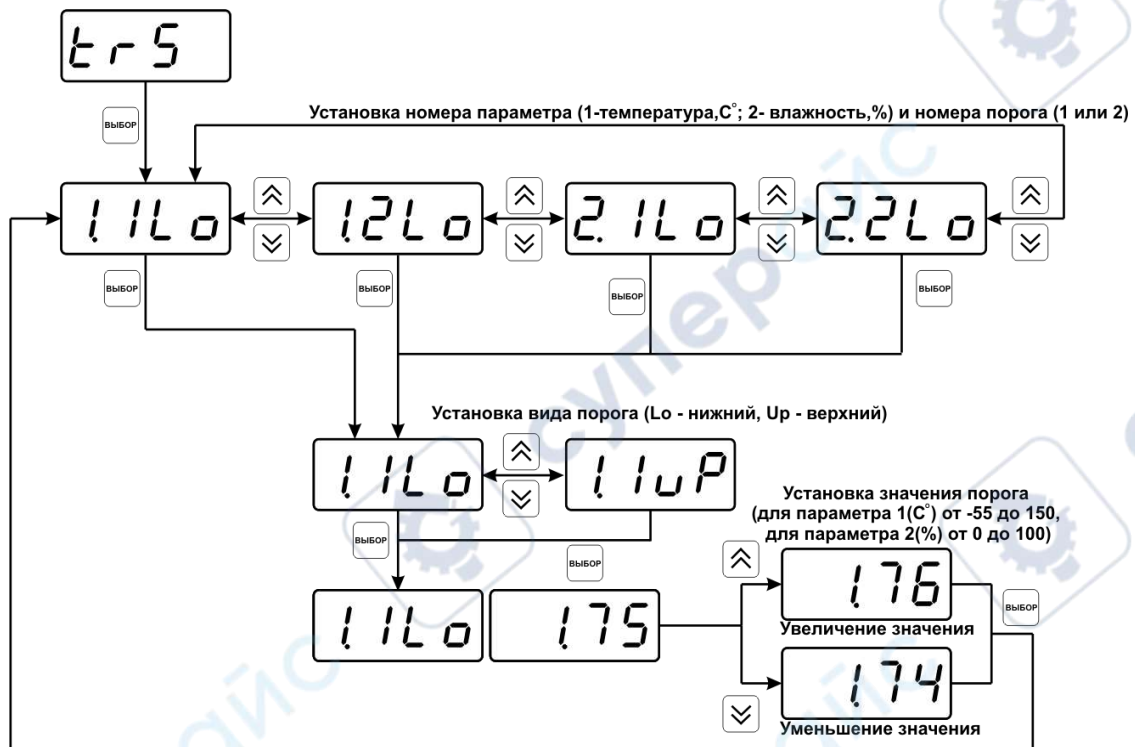 trS
ВЫБОР
Установка номера параметра (1-температура,С°; 2- влажность,%) и номера порога (1 или 2)
1.1Lo
1.2Lo
2.1Lo
2.2Lo
ВЫБОР
ВЫБОР
ВЫБОР
ВЫБОР
Установка вида порога (Lo - нижний, Up - верхний)
1.1Lo
1.1uP
ВЫБОР
ВЫБОР
Установка значения порога
(для параметра 1(С°) от -55 до 150,
для параметра 2(%) от 0 до 100)
1.1Lo
1.75
1.76
Увеличение значения
ВЫБОР
1.74
Уменьшение значения
суперайс
айс